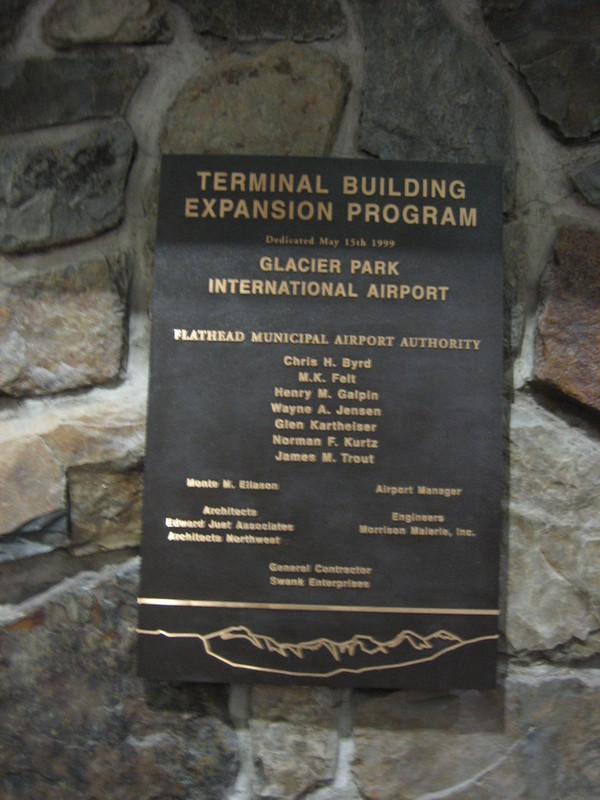 TERMINAL BUILDING
EXPANSION PROGRAM
Dedicated May 15th 1999
GLACIER PARK
INTERNATIONAL AIRPORT
FLATHEAD MUNICIPAL AIRPORT AUTHORITY
Chris H. Byrd
M.K. Felt
Henry M. Galpin
Wayne A. Jensen
Glen Kartheiser
Norman F. Kurtz
James M. Trout
Monte M. Eliason
Airport Manager
Architects
Edward Just Associates
Architects Northwest
Engineers
Morrison Maierle, Inc.
General Contractor
Swank Enterprises